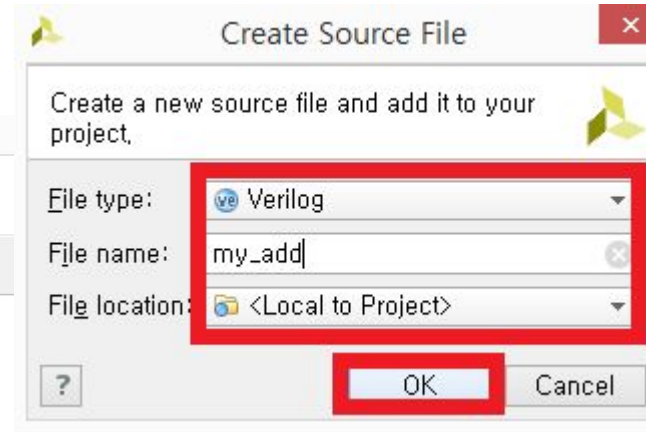 Create Source File
Create a new source file and add it to your
project,
File type: Verilog
File name: my_add
File location: <Local to Project>
? OK Cancel